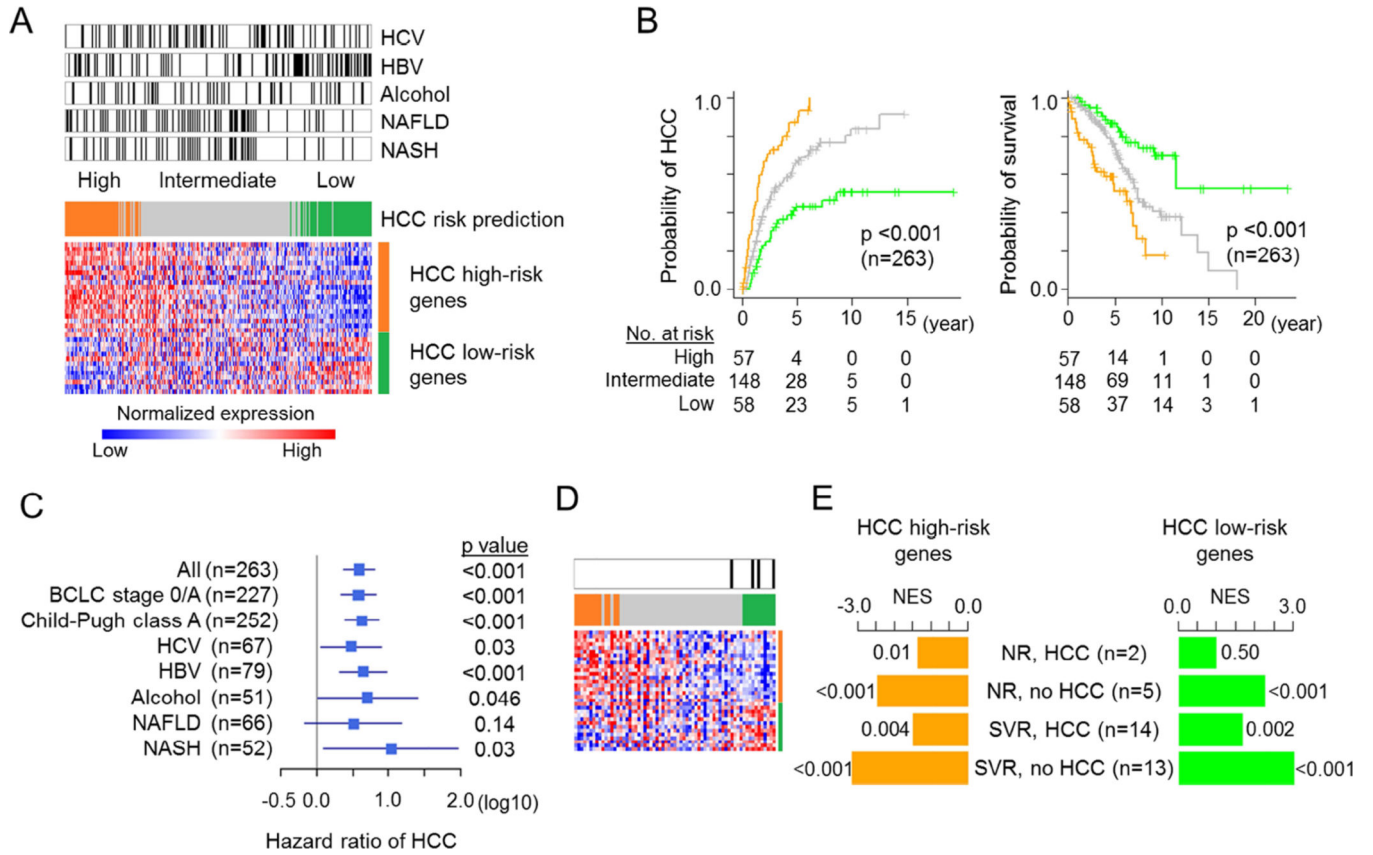 A
HCV
HBV
Alcohol
NAFLD
NASH
High Intermediate Low
HCC risk prediction
HCC high-risk
genes
HCC low-risk
genes
Normalized expression
Low High
B
Probability of HCC
1.0
0.0
p <0.001
(n=263)
0 5 10 15 (year)
No. at risk
High 57 4 0 0
Intermediate 148 28 5 0
Low 58 23 5 1
Probability of survival
1.0
0.0
p <0.001
(n=263)
0 5 10 15 20 (year)
57 14 1 0 0
148 69 11 1 0
58 37 14 3 1
C
p value
All (n=263) <0.001
BCLC stage 0/A (n=227) <0.001
Child-Pugh class A (n=252) <0.001
HCV (n=67) 0.03
HBV (n=79) <0.001
Alcohol (n=51) 0.046
NAFLD (n=66) 0.14
NASH (n=52) 0.03
-0.5 0.0 1.0 2.0 (log10)
Hazard ratio of HCC
D
E
HCC high-risk
genes
HCC low-risk
genes
-3.0 NES 0.0
0.0 NES 3.0
0.01 NR, HCC (n=2) 0.50
<0.001 NR, no HCC (n=5) <0.001
0.004 SVR, HCC (n=14) 0.002
<0.001 SVR, no HCC (n=13) <0.001